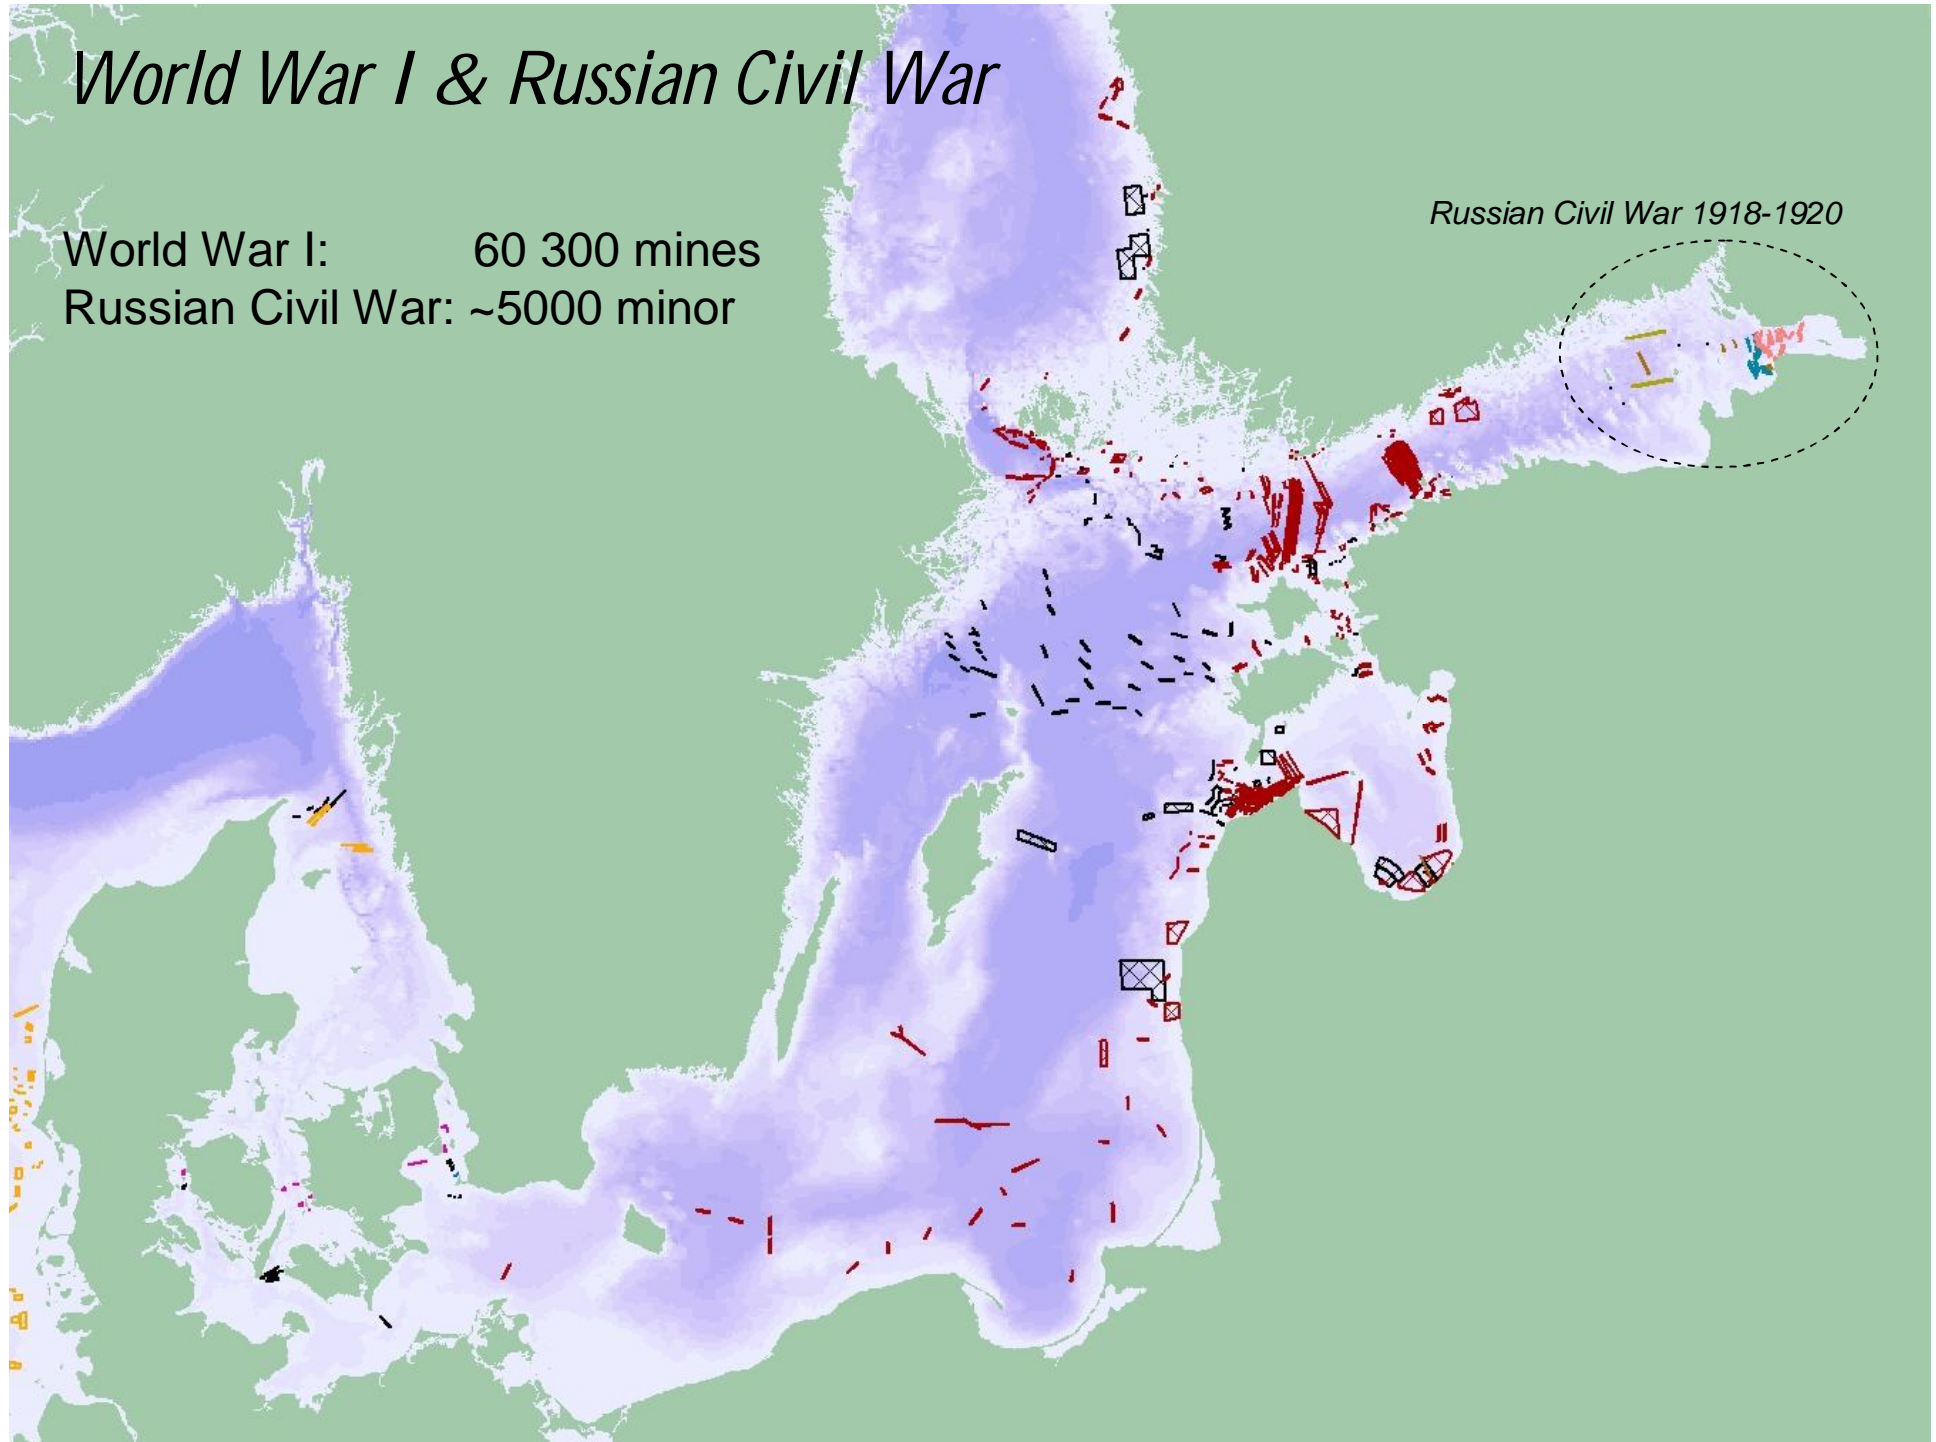 World War I & Russian Civil War
World War I: 60 300 mines
Russian Civil War: ~5000 minor
Russian Civil War 1918-1920